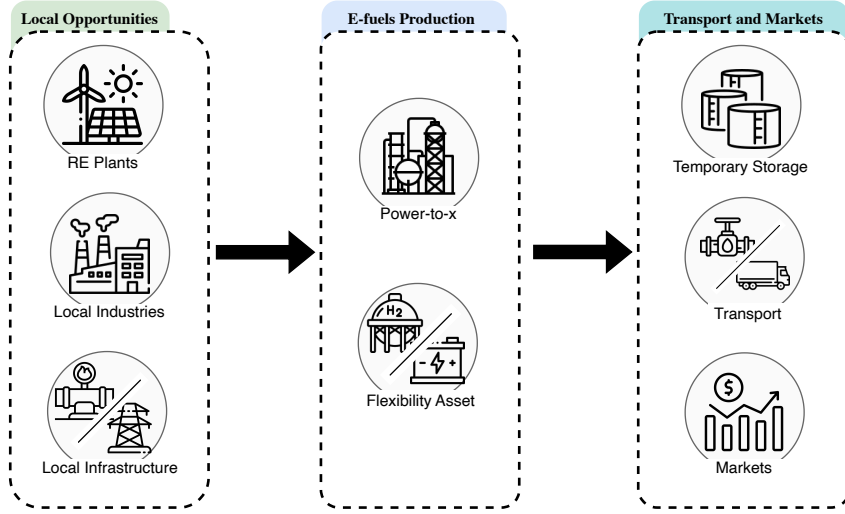 Local Opportunities
RE Plants
Local Industries
Local Infrastructure
E-fuels Production
Power-to-x
H2
Flexibility Asset
Transport and Markets
Temporary Storage
Transport
$
Markets